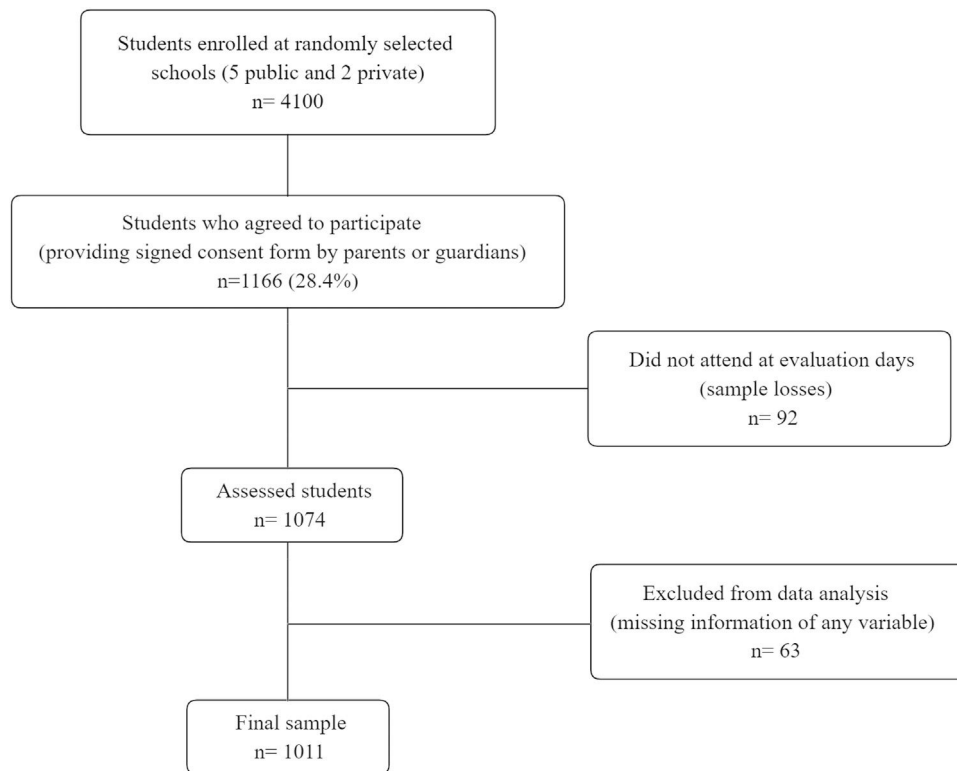 Students enrolled at randomly selected
schools (5 public and 2 private)
n= 4100
Students who agreed to participate
(providing signed consent form by parents or guardians)
n=1166 (28.4%)
Did not attend at evaluation days
(sample losses)
n= 92
Assessed students
n= 1074
Excluded from data analysis
(missing information of any variable)
n= 63
Final sample
n= 1011